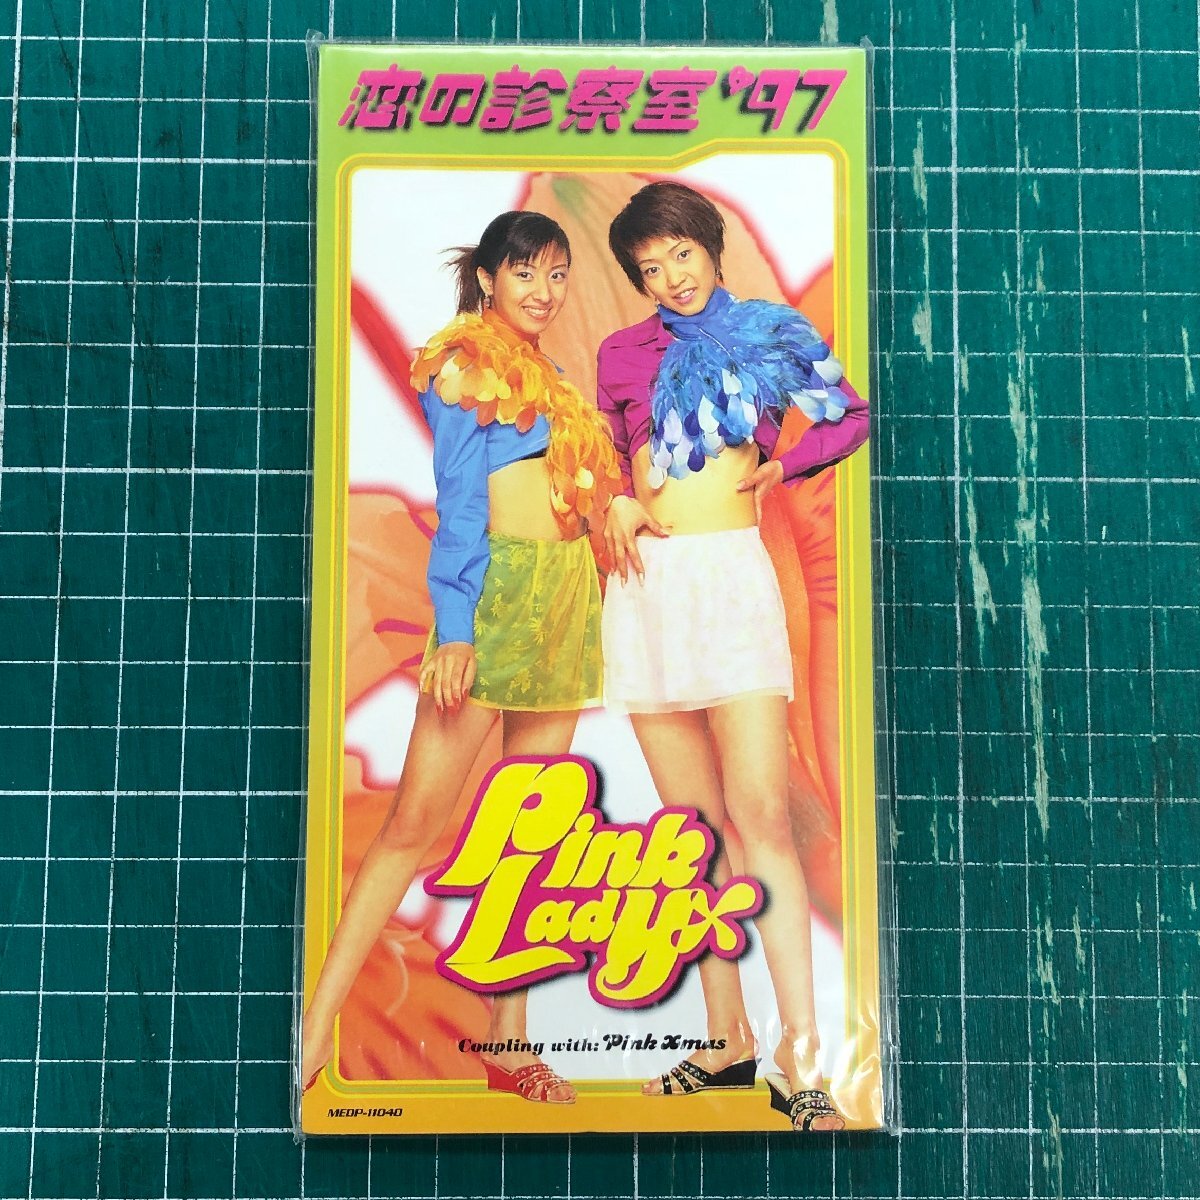 恋の診察室'97
Pink
Lady X
Coupling with: Pink Xmas
MEDP-11040